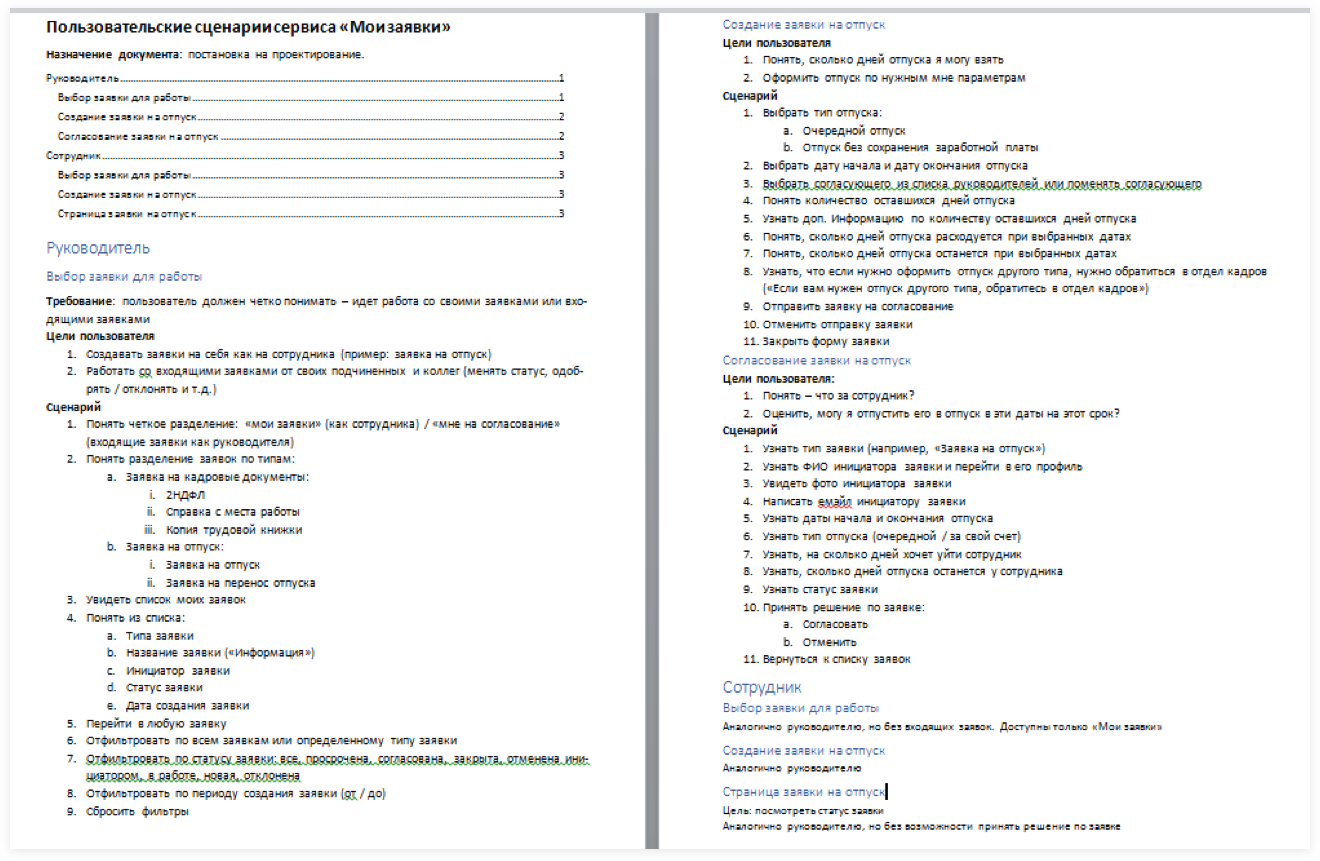 Пользовательские сценарии сервиса «Мои заявки»
Назначение документа: постановка на проектирование.
Руководитель 1
Выбор заявки для работы 1
Создание заявки на отпуск 2
Согласование заявки на отпуск 2
Сотрудник 3
Выбор заявки для работы 3
Создание заявки на отпуск 3
Страница заявки на отпуск 3
Руководитель
Выбор заявки для работы
Требование: пользователь должен четко понимать – идет работа со своими заявками или вхо-
дящими заявками
Цели пользователя
1. Создавать заявки на себя как на сотрудника (пример: заявка на отпуск)
2. Работать со входящими заявками от своих подчиненных и коллег (менять статус, одоб-
рять / отклонять и т.д.)
Сценарий
1. Понять четкое разделение: «мои заявки» (как сотрудника) / «мне на согласование»
(входящие заявки как руководителя)
2. Понять разделение заявок по типам:
a. Заявка на кадровые документы:
i. 2НДФЛ
ii. Справка с места работы
iii. Копия трудовой книжки
b. Заявка на отпуск:
i. Заявка на отпуск
ii. Заявка на перенос отпуска
3. Увидеть список моих заявок
4. Понять из списка:
a. Типа заявки
b. Название заявки («Информация»)
c. Инициатор заявки
d. Статус заявки
e. Дата создания заявки
5. Перейти в любую заявку
6. Отфильтровать по всем заявкам или определенному типу заявки
7. Отфильтровать по статусу заявки: все, просрочена, согласована, закрыта, отменена ини-
циатором, в работе, новая, отклонена
8. Отфильтровать по периоду создания заявки (от / до)
9. Сбросить фильтры
Создание заявки на отпуск
Цели пользователя
1. Понять, сколько дней отпуска я могу взять
2. Оформить отпуск по нужным мне параметрам
Сценарий
1. Выбрать тип отпуска:
a. Очередной отпуск
b. Отпуск без сохранения заработной платы
2. Выбрать дату начала и дату окончания отпуска
3. Выбрать согласующего из списка руководителей или поменять согласующего
4. Понять количество оставшихся дней отпуска
5. Узнать доп. Информацию по количеству оставшихся дней отпуска
6. Понять, сколько дней отпуска расходуется при выбранных датах
7. Понять, сколько дней отпуска останется при выбранных датах
8. Узнать, что если нужно оформить отпуск другого типа, нужно обратиться в отдел кадров
(«Если вам нужен отпуск другого типа, обратитесь в отдел кадров»)
9. Отправить заявку на согласование
10. Отменить отправку заявки
11. Закрыть форму заявки
Согласование заявки на отпуск
Цели пользователя:
1. Понять – что за сотрудник?
2. Оценить, могу я отпустить его в отпуск в эти даты на этот срок?
Сценарий
1. Узнать тип заявки (например, «Заявка на отпуск»)
2. Узнать ФИО инициатора заявки и перейти в его профиль
3. Увидеть фото инициатора заявки
4. Написать емэйл инициатору заявки
5. Узнать даты начала и окончания отпуска
6. Узнать тип отпуска (очередной / за свой счет)
7. Узнать, на сколько дней хочет уйти сотрудник
8. Узнать, сколько дней отпуска останется у сотрудника
9. Узнать статус заявки
10. Принять решение по заявке:
a. Согласовать
b. Отменить
11. Вернуться к списку заявок
Сотрудник
Выбор заявки для работы
Аналогично руководителю, но без входящих заявок. Доступны только «Мои заявки»
Создание заявки на отпуск
Аналогично руководителю
Страница заявки на отпуск
Цель: посмотреть статус заявки
Аналогично руководителю, но без возможности принять решение по заявке